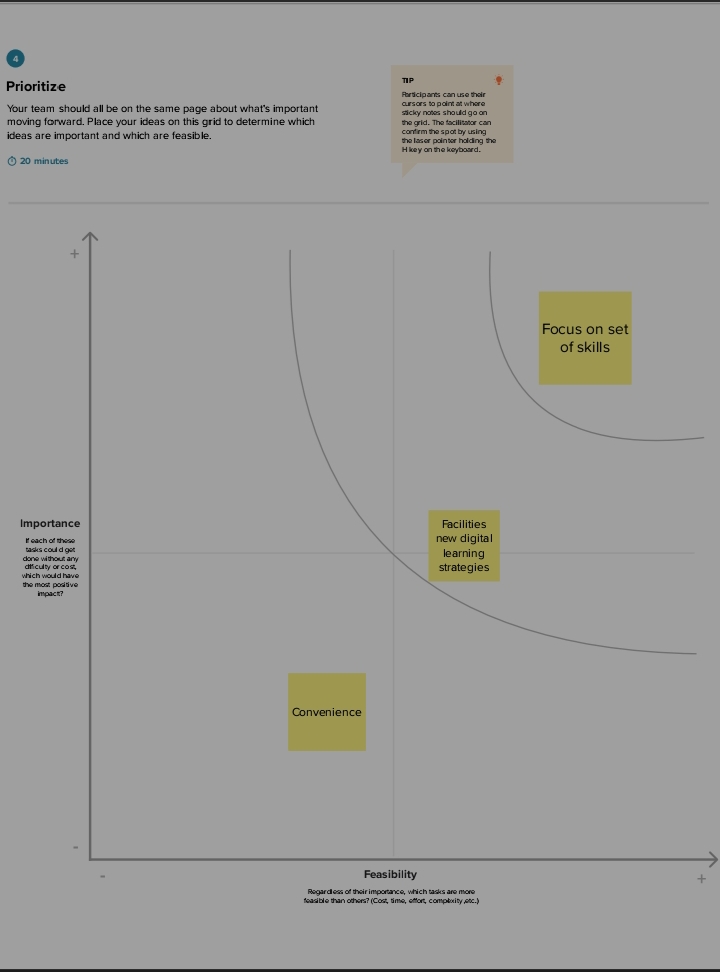 4
Prioritize
Your team should all be on the same page about what's important
moving forward. Place your ideas on this grid to determine which
ideas are important and which are feasible.
20 minutes
TIP
Participants can use their
cursors to point at where
sticky notes should go on
the grid. The facilitator can
confirm the spot by using
the laser pointer holding the
H key on the keyboard.
+
Focus on set
of skills
Importance
If each of these
tasks could get
done without any
difficulty or cost,
which would have
the most positive
impact?
Facilities
new digital
learning
strategies
Convenience
-
-
Feasibility
+
Regardless of their importance, which tasks are more
feasible than others? (Cost, time, effort, complexity, etc.)